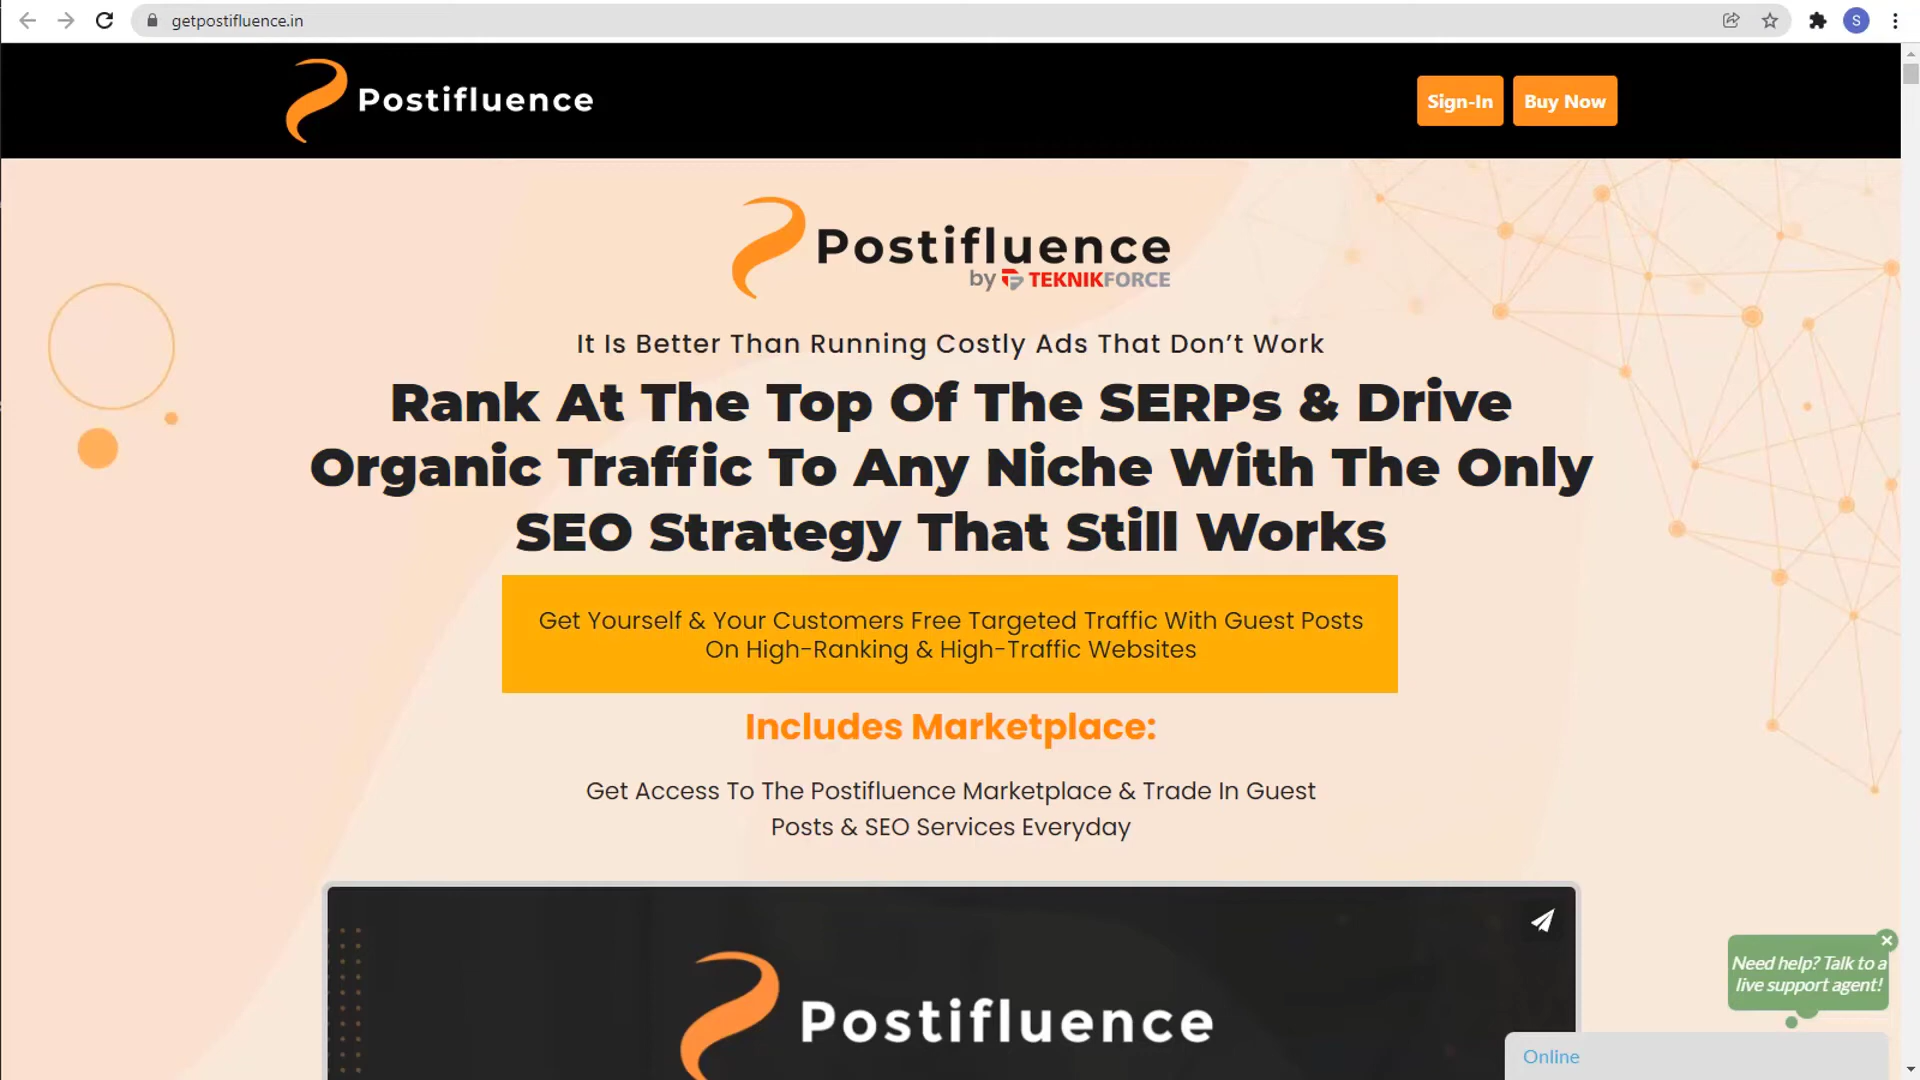 getpostifluence.in
S
Postifluence
Sign-In
Buy Now
Postifluence
by TEKNIKFORCE
It Is Better Than Running Costly Ads That Don’t Work
Rank At The Top Of The SERPs & Drive
Organic Traffic To Any Niche With The Only
SEO Strategy That Still Works
Get Yourself & Your Customers Free Targeted Traffic With Guest Posts
On High-Ranking & High-Traffic Websites
Includes Marketplace:
Get Access To The Postifluence Marketplace & Trade In Guest
Posts & SEO Services Everyday
Postifluence
Need help? Talk to a
live support agent!
Online